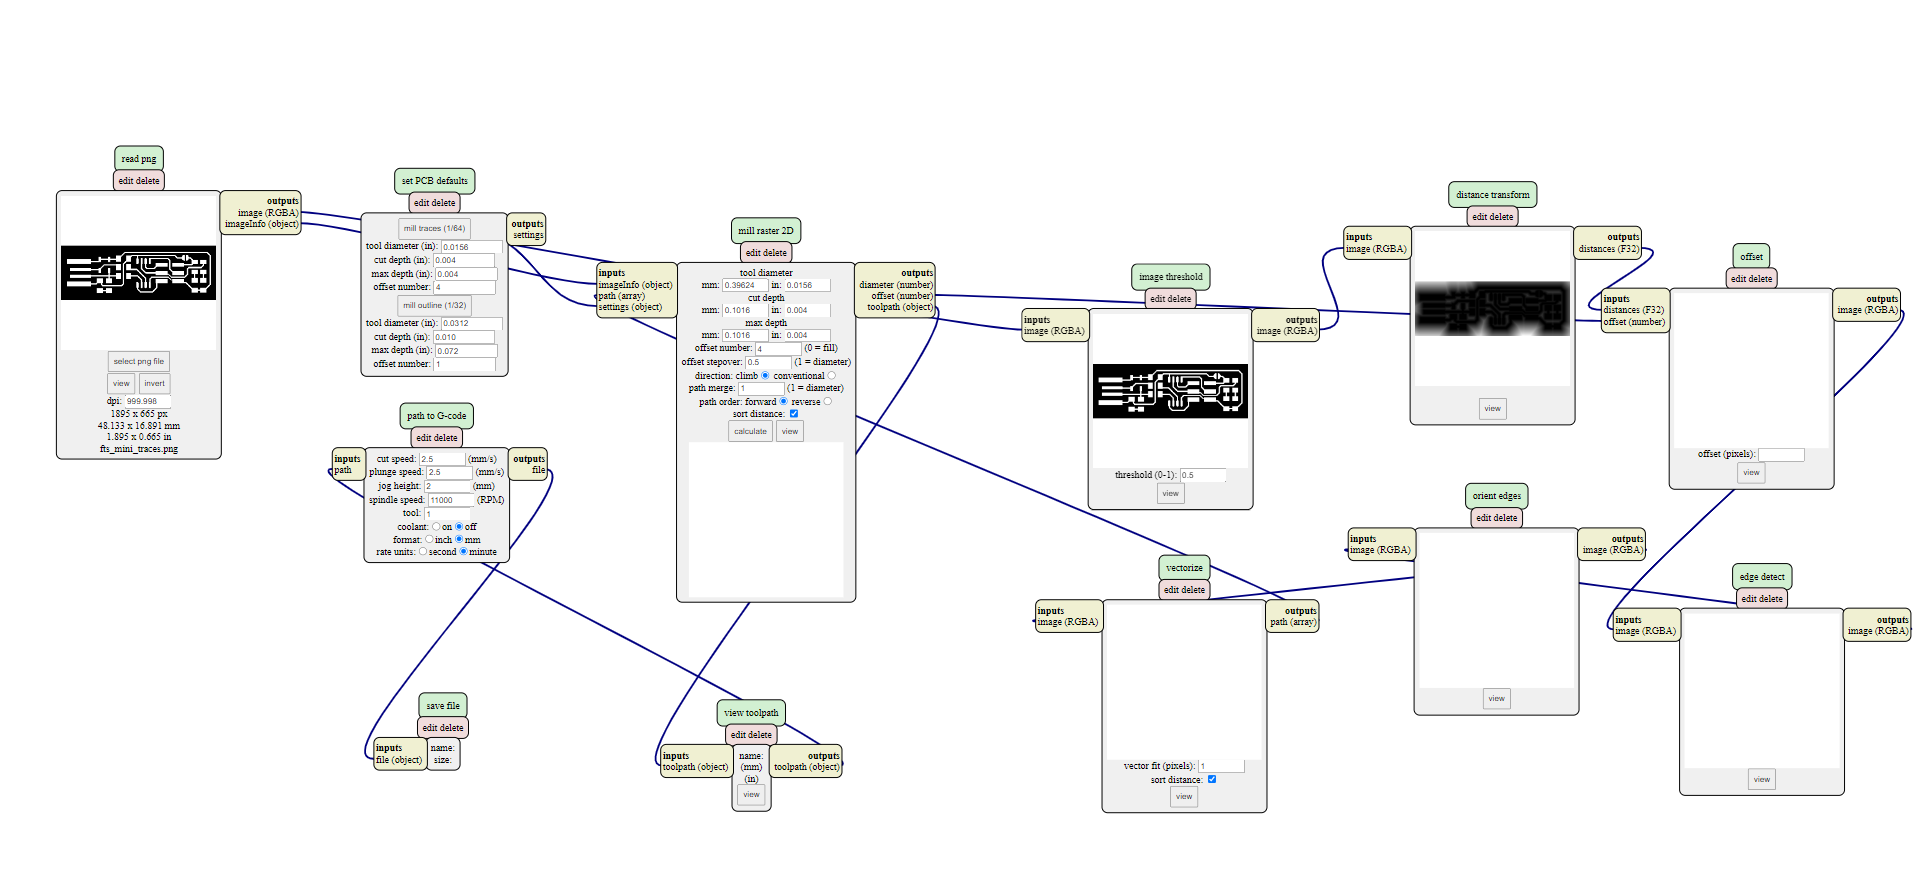 read png
edit delete
outputs
image (RGBA)
imageInfo (object)
select png file
view invert
dpi: 999.998
1895 x 665 px
48.133 x 16.891 mm
1.895 x 0.665 in
fts_mini_traces.png
set PCB defaults
edit delete
outputs
settings
mill traces (1/64)
tool diameter (in): 0.0156
cut depth (in): 0.004
max depth (in): 0.004
offset number: 4
mill outline (1/32)
tool diameter (in): 0.0312
cut depth (in): 0.010
max depth (in): 0.072
offset number: 1
path to G-code
edit delete
inputs
path
outputs
file
cut speed: 2.5 (mm/s)
plunge speed: 2.5 (mm/s)
jog height: 2 (mm)
spindle speed: 11000 (RPM)
tool: 1
coolant: on off
format: inch mm
rate units: second minute
save file
edit delete
inputs
file (object)
name:
size:
mill raster 2D
edit delete
inputs
imageInfo (object)
path (array)
settings (object)
outputs
diameter (number)
offset (number)
toolpath (object)
tool diameter
mm: 0.39624 in: 0.0156
cut depth
mm: 0.1016 in: 0.004
max depth
mm: 0.1016 in: 0.004
offset number: 4 (0 = fill)
offset stepover: 0.5 (1 = diameter)
direction: climb conventional
path merge: 1 (1 = diameter)
path order: forward reverse
sort distance:
calculate view
view toolpath
edit delete
inputs
toolpath (object)
outputs
toolpath (object)
name:
(mm)
(in)
view
image threshold
edit delete
inputs
image (RGBA)
outputs
image (RGBA)
threshold (0-1): 0.5
view
distance transform
edit delete
inputs
image (RGBA)
outputs
distances (F32)
view
offset
edit delete
inputs
distances (F32)
offset (number)
outputs
image (RGBA)
offset (pixels):
view
edge detect
edit delete
inputs
image (RGBA)
outputs
image (RGBA)
view
orient edges
edit delete
inputs
image (RGBA)
outputs
image (RGBA)
view
vectorize
edit delete
inputs
image (RGBA)
outputs
path (array)
vector fit (pixels): 1
sort distance:
view